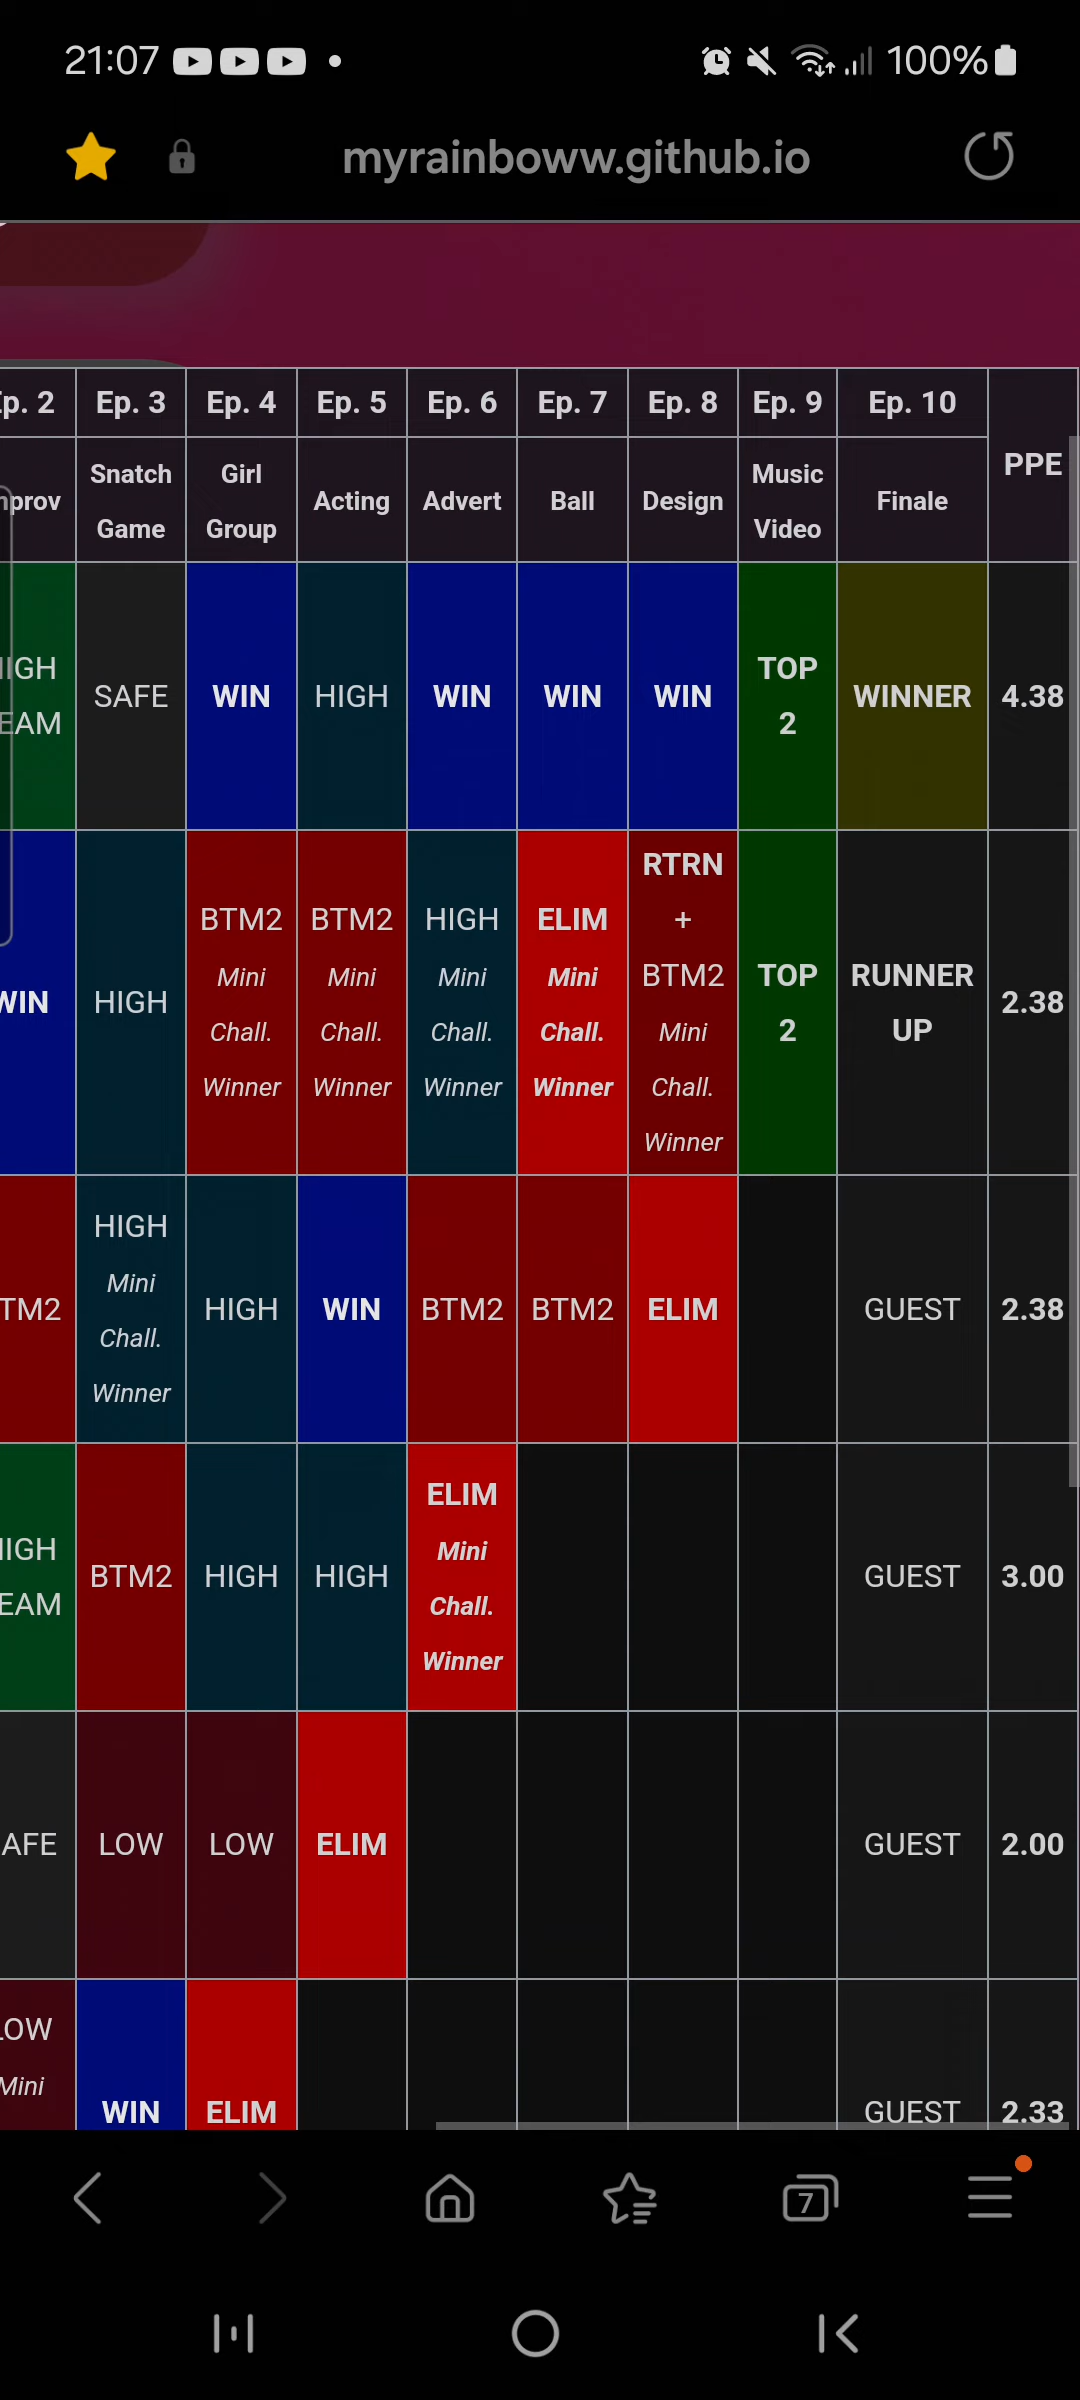 21:07 100%
myrainboww.github.io
Ep. 3 Ep. 4 Ep. 5 Ep. 6 Ep. 7 Ep. 8 Ep. 9 Ep. 10 PPE
Snatch Game Girl Group Acting Advert Ball Design Music Video Finale
SAFE WIN HIGH WIN WIN WIN TOP 2 WINNER 4.38
WIN HIGH BTM2 Mini Chall. Winner BTM2 Mini Chall. Winner HIGH Mini Chall. Winner ELIM Mini Chall. Winner RTRN + BTM2 Mini Chall. Winner TOP 2 RUNNER UP 2.38
HIGH Mini Chall. Winner HIGH WIN BTM2 BTM2 ELIM GUEST 2.38
BTM2 HIGH HIGH ELIM Mini Chall. Winner GUEST 3.00
LOW LOW ELIM GUEST 2.00
Mini WIN ELIM GUEST 2.33
7